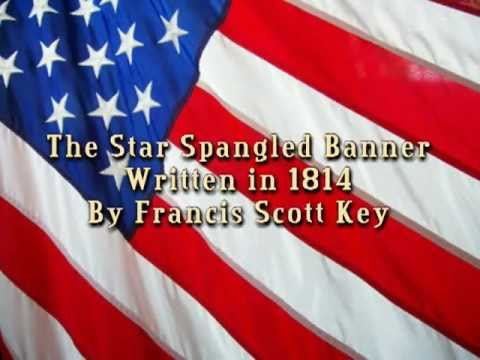 The Star Spangled Banner
Written in 1814
By Francis Scott Key